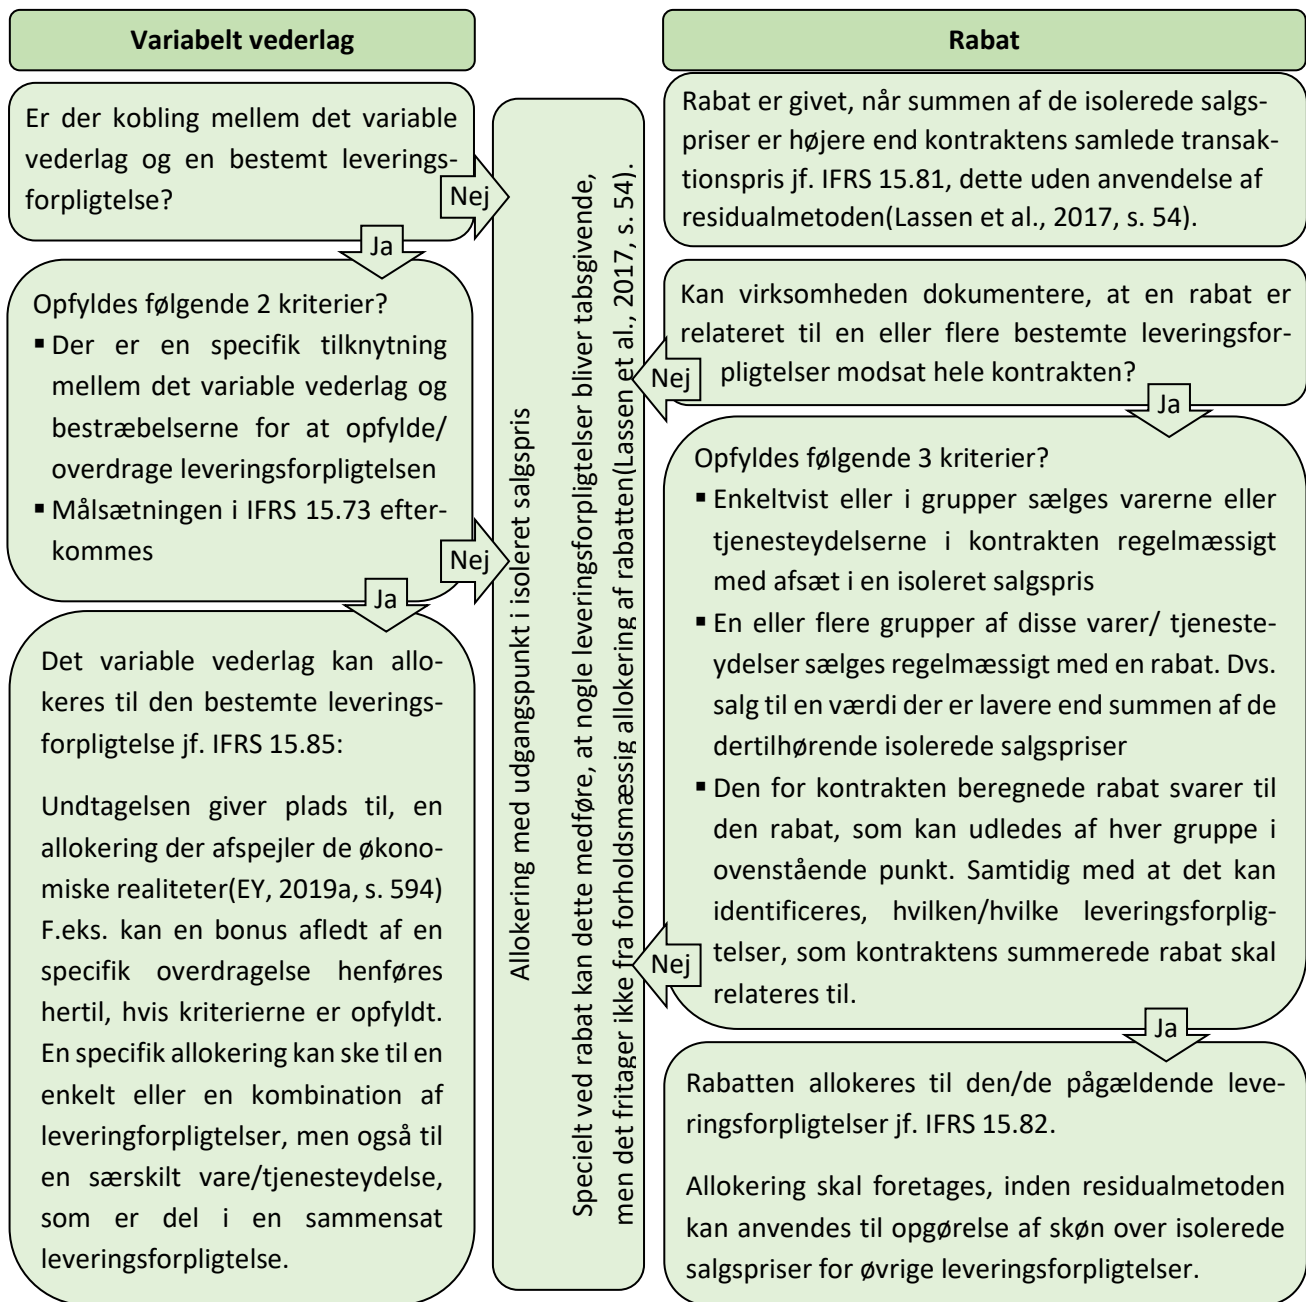 Variabelt vederlag
Er der kobling mellem det variable
vederlag og en bestemt leverings-
forpligtelse?
Nej
Ja
Opfyldes følgende 2 kriterier?
▪ Der er en specifik tilknytning
mellem det variable vederlag og
bestræbelserne for at opfylde/
overdrage leveringsforpligtelsen
▪ Målsætningen i IFRS 15.73 efter-
kommes
Nej
Ja
Det variable vederlag kan allo-
keres til den bestemte leverings-
forpligtelse jf. IFRS 15.85:
Undtagelsen giver plads til, en
allokering der afspejler de økono-
miske realiteter(EY, 2019a, s. 594)
F.eks. kan en bonus afledt af en
specifik overdragelse henføres
hertil, hvis kriterierne er opfyldt.
En specifik allokering kan ske til en
enkelt eller en kombination af
leveringforpligtelser, men også til
en særskilt vare/tjenesteydelse,
som er del i en sammensat
leveringsforpligtelse.
Allokering med udgangspunkt i isoleret salgspris
Specielt ved rabat kan dette medføre, at nogle leveringsforpligtelser bliver tabsgivende,
men det fritager ikke fra forholdsmæssig allokering af rabatten(Lassen et al., 2017, s. 54).
Rabat
Rabat er givet, når summen af de isolerede salgs-
priser er højere end kontraktens samlede transak-
tionspris jf. IFRS 15.81, dette uden anvendelse af
residualmetoden(Lassen et al., 2017, s. 54).
Kan virksomheden dokumentere, at en rabat er
relateret til en eller flere bestemte leveringsfor-
pligtelser modsat hele kontrakten?
Nej
Ja
Opfyldes følgende 3 kriterier?
▪ Enkeltvist eller i grupper sælges varerne eller
tjenesteydelserne i kontrakten regelmæssigt
med afsæt i en isoleret salgspris
▪ En eller flere grupper af disse varer/ tjeneste-
ydelser sælges regelmæssigt med en rabat. Dvs.
salg til en værdi der er lavere end summen af de
dertilhørende isolerede salgspriser
▪ Den for kontrakten beregnede rabat svarer til
den rabat, som kan udledes af hver gruppe i
ovenstående punkt. Samtidig med at det kan
identificeres, hvilken/hvilke leveringsforplig-
telser, som kontraktens summerede rabat skal
relateres til.
Nej
Ja
Rabatten allokeres til den/de pågældende leve-
ringsforpligtelser jf. IFRS 15.82.
Allokering skal foretages, inden residualmetoden
kan anvendes til opgørelse af skøn over isolerede
salgspriser for øvrige leveringsforpligtelser.